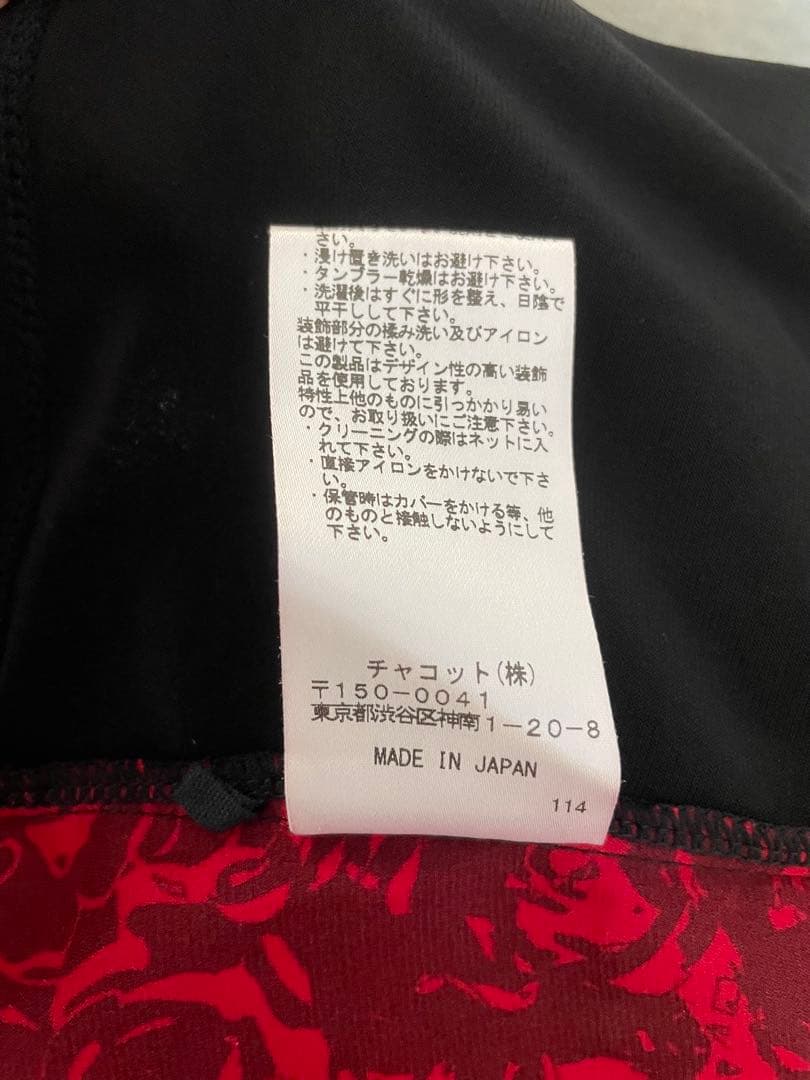 さい。
・浸け置き洗いはお避け下さい。
・タンブラー乾燥はお避け下さい。
・洗濯後はすぐに形を整え、日陰で
平干しして下さい。
装飾部分の揉み洗い及びアイロン
は避けて下さい。
この製品はデザイン性の高い装飾
品を使用しております。
特性上他のものに引っかかり易い
ので、お取り扱いにご注意下さい。
・クリーニングの際はネットに入
れて下さい。
・直接アイロンをかけないで下さ
い。
・保管時はカバーをかける等、他
のものと接触しないようにして
下さい。
チャコット(株)
〒150-0041
東京都渋谷区神南1-20-8
MADE IN JAPAN
114